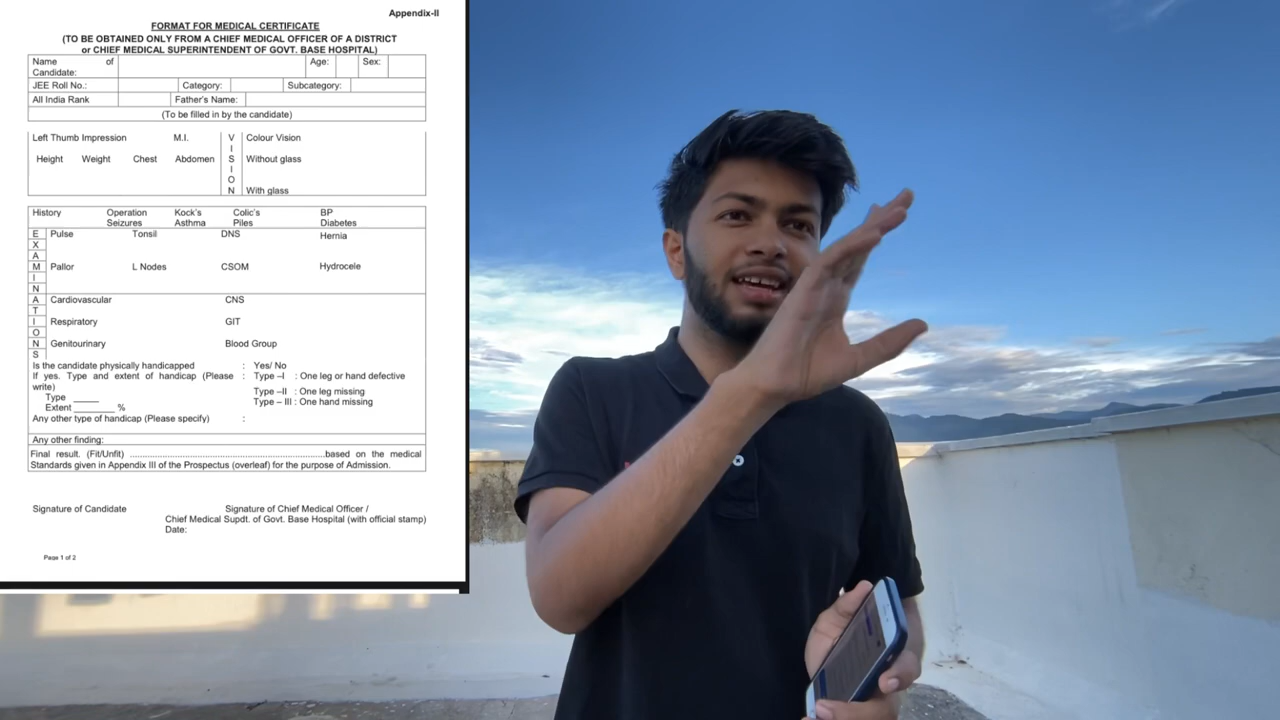 Appendix-II
FORMAT FOR MEDICAL CERTIFICATE
(TO BE OBTAINED ONLY FROM A CHIEF MEDICAL OFFICER OF A DISTRICT
or CHIEF MEDICAL SUPERINTENDENT OF GOVT. BASE HOSPITAL)
Name of Age: Sex:
Candidate:
JEE Roll No.: Category: Subcategory:
All India Rank Father's Name:
(To be filled in by the candidate)
Left Thumb Impression M.I. V Colour Vision
I
Height Weight Chest Abdomen S Without glass
I
O
N With glass
History Operation Kock's Colic's BP
Seizures Asthma Piles Diabetes
E Pulse Tonsil DNS Hernia
X
A
M Pallor L Nodes CSOM Hydrocele
I
N
A Cardiovascular CNS
T
I Respiratory GIT
O
N Genitourinary Blood Group
S
Is the candidate physically handicapped : Yes/ No
If yes. Type and extent of handicap (Please : Type –I : One leg or hand defective
write) Type –II : One leg missing
Type _____ Type – III : One hand missing
Extent ________ %
Any other type of handicap (Please specify) :
Any other finding:
Final result. (Fit/Unfit) .................................................................based on the medical
Standards given in Appendix III of the Prospectus (overleaf) for the purpose of Admission.
Signature of Candidate Signature of Chief Medical Officer /
Chief Medical Supdt. of Govt. Base Hospital (with official stamp)
Date:
Page 1 of 2